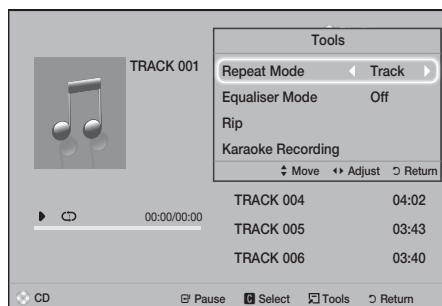 TRACK 001
Tools
Repeat Mode Track
Equaliser Mode Off
Rip
Karaoke Recording
Move Adjust Return
TRACK 004 04:02
00:00/00:00
TRACK 005 03:43
TRACK 006 03:40
CD Pause C Select Tools Return